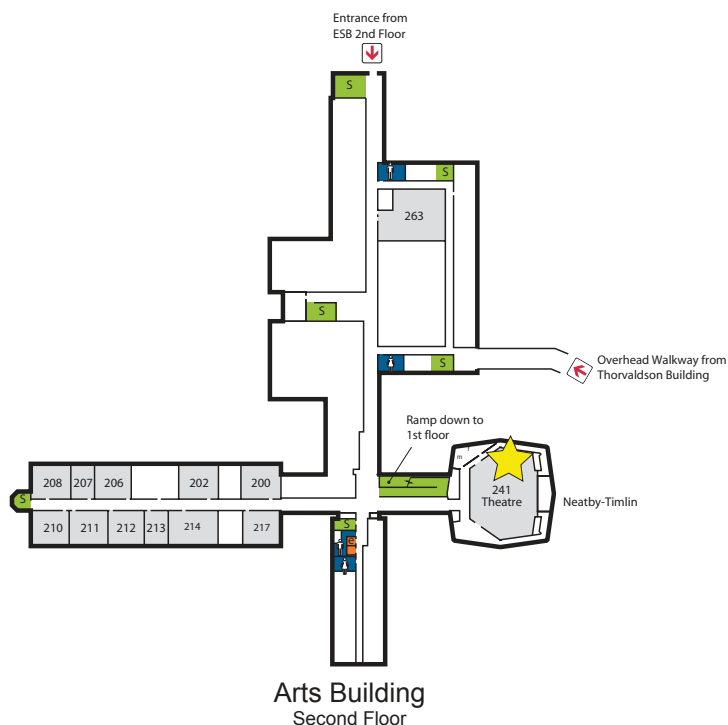 Entrance from
ESB 2nd Floor
S
S
263
S
S
Overhead Walkway from
Thorvaldson Building
Ramp down to
1st floor
208
207
206
202
200
241
Theatre
Neatby-Timlin
S
210
211
212
213
214
217
S
Arts Building
Second Floor